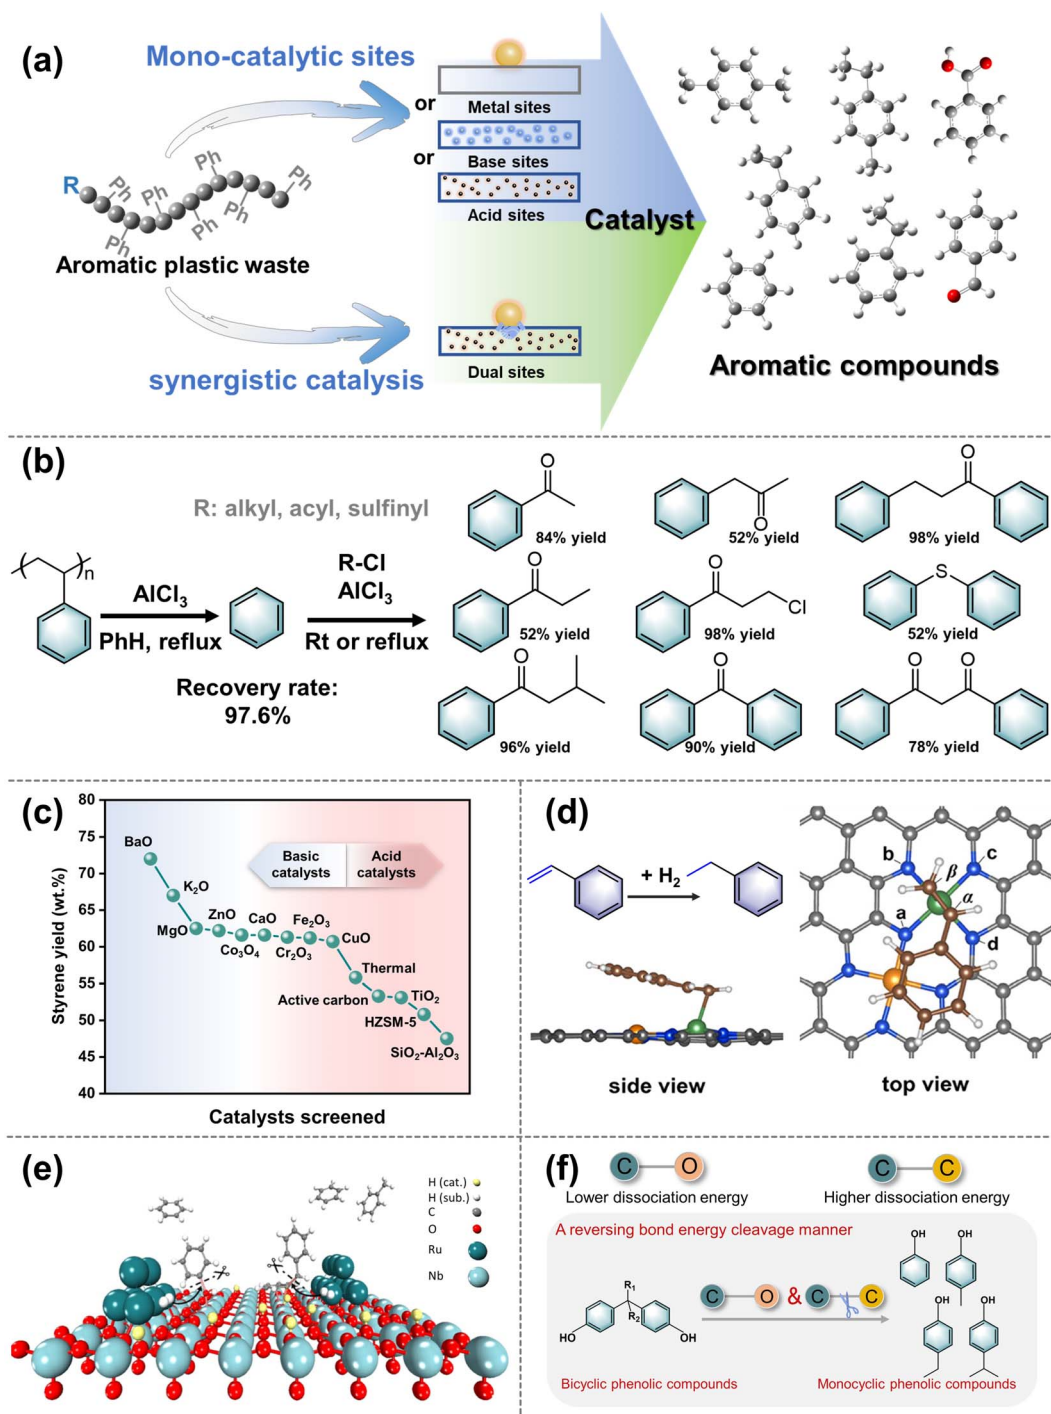 (a)
Mono-catalytic sites
or
Metal sites
or
Base sites
Acid sites
Catalyst
R
Ph
Ph
Ph
Ph
Ph
Ph
Ph
Aromatic plastic waste
synergistic catalysis
Dual sites
Aromatic compounds
(b)
R: alkyl, acyl, sulfinyl
n
AlCl3
PhH, reflux
R-Cl
AlCl3
Rt or reflux
Recovery rate:
97.6%
O
84% yield
O
52% yield
O
98% yield
O
52% yield
O
Cl
98% yield
S
52% yield
O
96% yield
O
90% yield
O O
78% yield
(c)
Styrene yield (wt.%)
80
75
70
65
60
55
50
45
40
BaO
K2O
MgO
ZnO
Co3O4
CaO
Cr2O3
Fe2O3
CuO
Thermal
Active carbon
TiO2
HZSM-5
SiO2-Al2O3
Basic
catalysts
Acid
catalysts
Catalysts screened
(d)
+ H2
b
c
β
α
a
d
side view
top view
(e)
H (cat.)
H (sub.)
C
O
Ru
Nb
(f)
C O
Lower dissociation energy
C C
Higher dissociation energy
A reversing bond energy cleavage manner
R1
R2
HO
OH
C O & C C
OH
OH
OH
OH
Bicyclic phenolic compounds
Monocyclic phenolic compounds